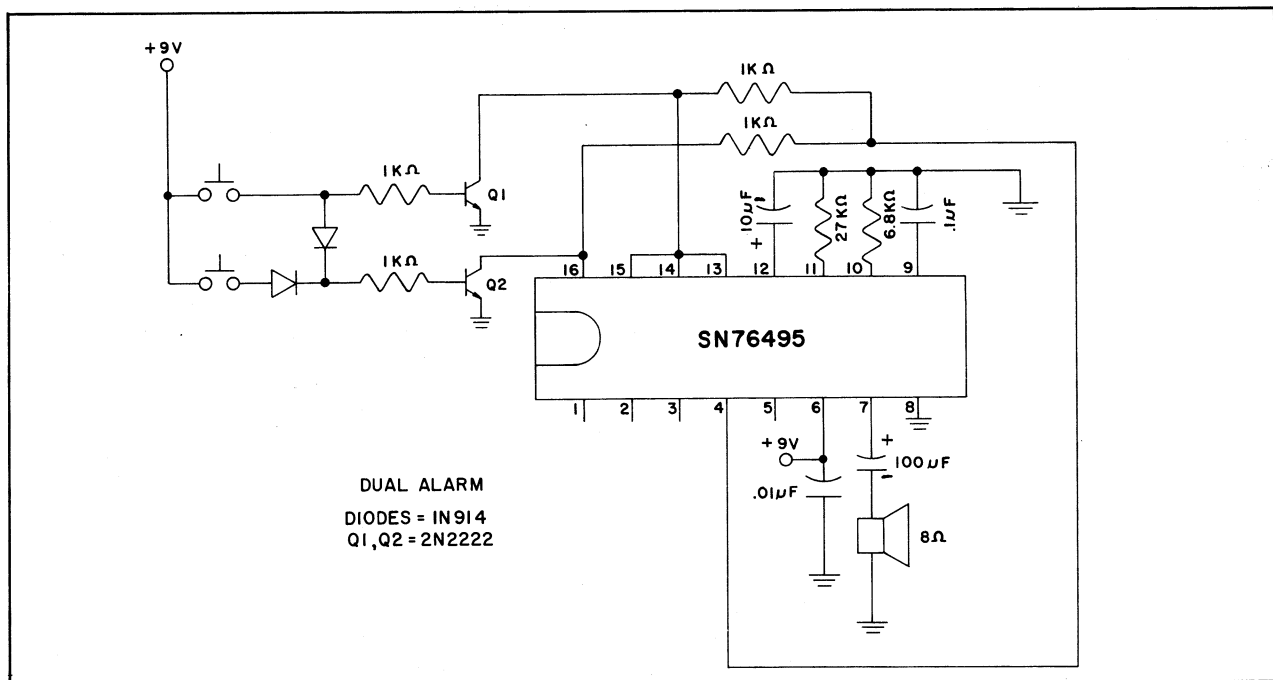 +9V
1KΩ
1KΩ
1KΩ
Q1
10µF
+
27KΩ
6.8KΩ
.1µF
1KΩ
Q2
16 15 14 13 12 11 10 9
SN76495
1 2 3 4 5 6 7 8
+9V
+
100µF
-
.01µF
8Ω
DUAL ALARM
DIODES = 1N914
Q1,Q2 = 2N2222